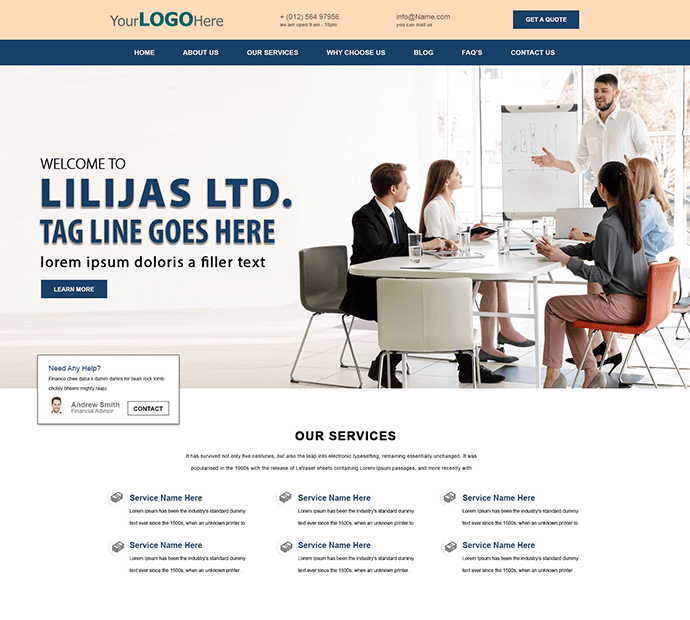 YourLOGOHere
+ (012) 564 97956
we are open 8 am - 10pm
info@Name.com
you can mail us
GET A QUOTE
HOME ABOUT US OUR SERVICES WHY CHOOSE US BLOG FAQ'S CONTACT US
WELCOME TO
LILIJAS LTD.
TAG LINE GOES HERE
lorem ipsum doloris a filler text
LEARN MORE
Need Any Help?
Financo chee daba k dumm dumm mr bean rock tomb
chotoy bheem mighty raaju
Andrew Smith
Financial Advisor
CONTACT
OUR SERVICES
It has survived not only five centuries, but also the leap into electronic typesetting, remaining essentially unchanged. It was
popularised in the 1960s with the release of Letraset sheets containing Lorem Ipsum passages, and more recently with
Service Name Here
Lorem Ipsum has been the industry's standard dummy
text ever since the 1500s, when an unknown printer to
Service Name Here
Lorem Ipsum has been the industry's standard dummy
text ever since the 1500s, when an unknown printer to
Service Name Here
Lorem Ipsum has been the industry's standard dummy
text ever since the 1500s, when an unknown printer to
Service Name Here
Lorem Ipsum has been the industry's standard dummy
text ever since the 1500s, when an unknown printer .
Service Name Here
Lorem Ipsum has been the industry's standard dummy
text ever since the 1500s, when an unknown printer .
Service Name Here
Lorem Ipsum has been the industry's standard dummy
text ever since the 1500s, when an unknown printer .